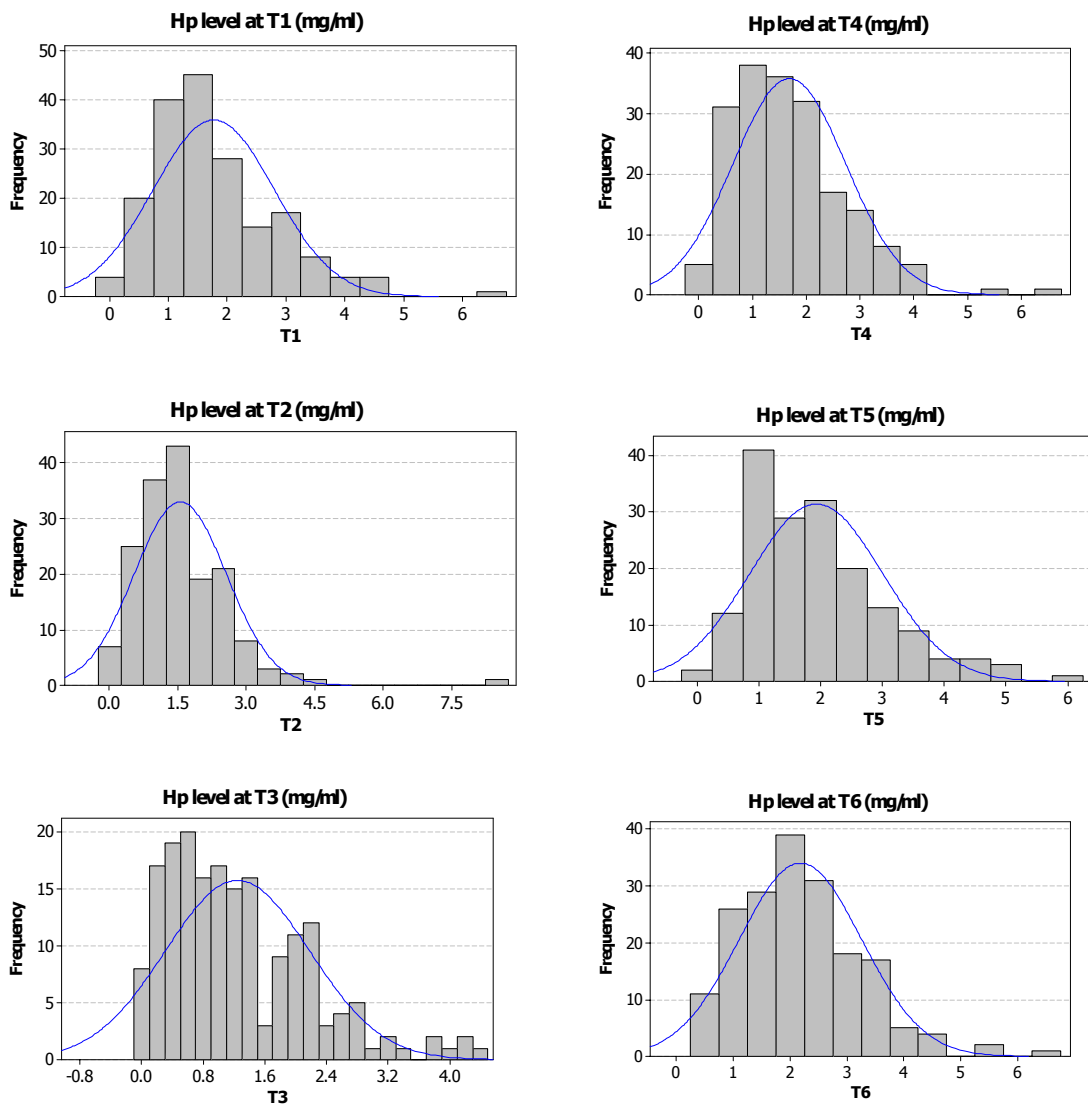 Hp level at T1 (mg/ml)
50
40
30
20
10
0
Frequency
0 1 2 3 4 5 6
T1
Hp level at T4 (mg/ml)
40
30
20
10
0
Frequency
0 1 2 3 4 5 6
T4
Hp level at T2 (mg/ml)
40
30
20
10
0
Frequency
0.0 1.5 3.0 4.5 6.0 7.5
T2
Hp level at T5 (mg/ml)
40
30
20
10
0
Frequency
0 1 2 3 4 5 6
T5
Hp level at T3 (mg/ml)
20
15
10
5
0
Frequency
-0.8 0.0 0.8 1.6 2.4 3.2 4.0
T3
Hp level at T6 (mg/ml)
40
30
20
10
0
Frequency
0 1 2 3 4 5 6
T6